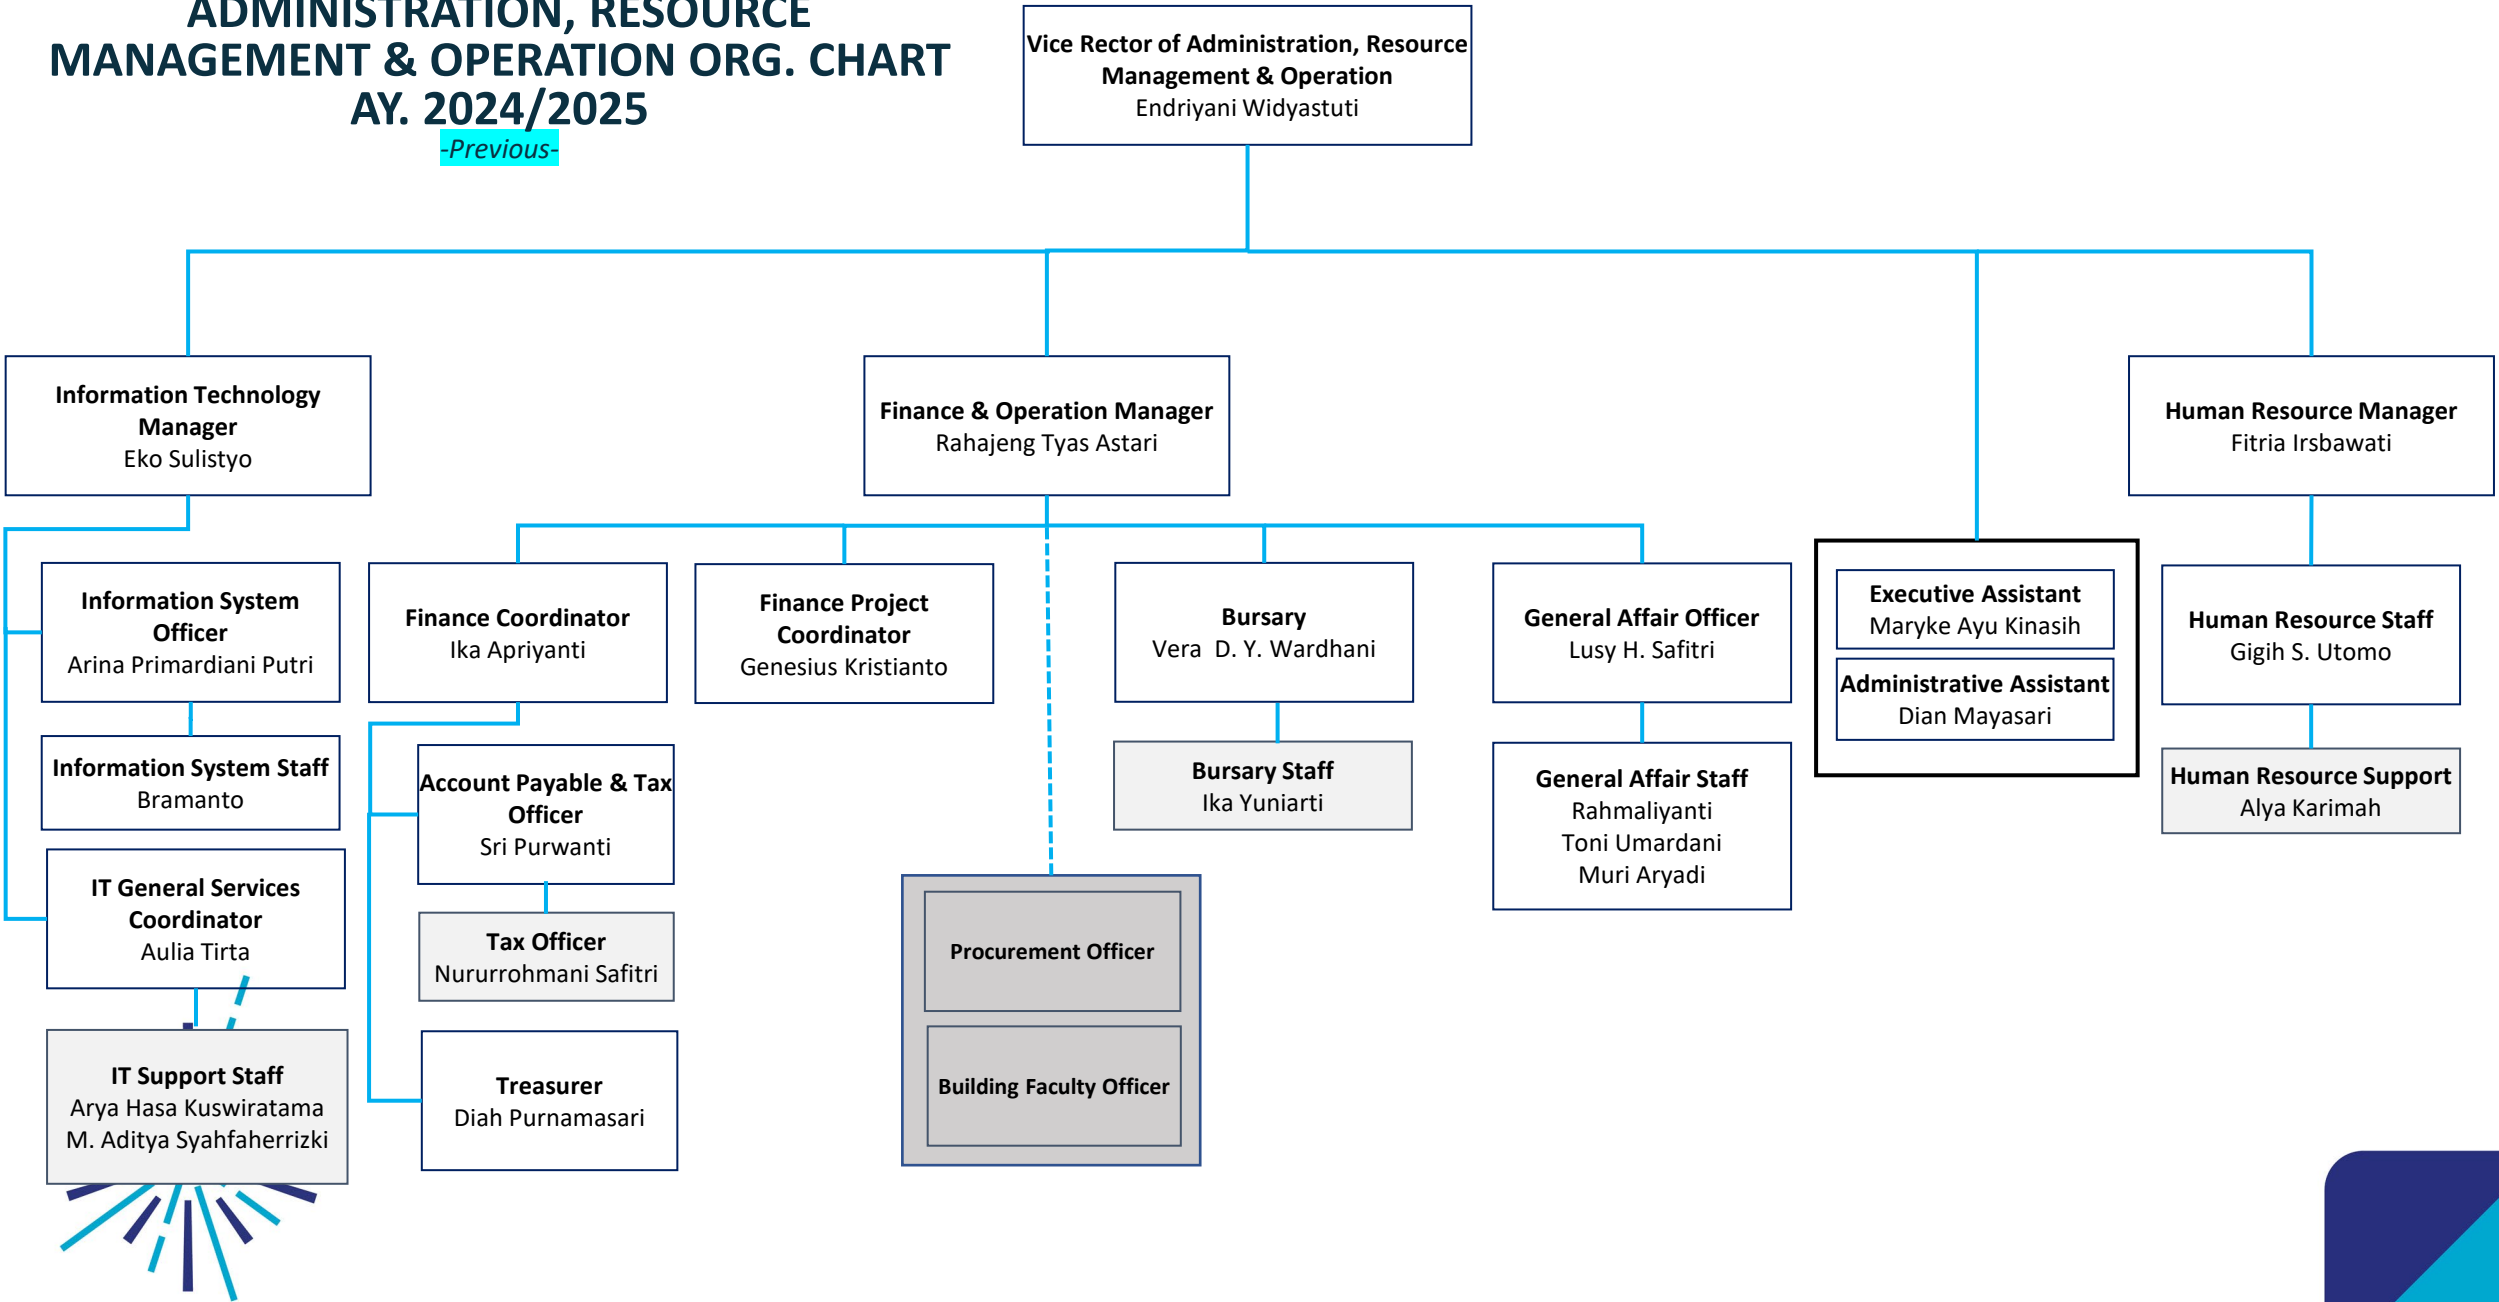 ADMINISTRATION, RESOURCE
MANAGEMENT & OPERATION ORG. CHART
AY. 2024/2025
-Previous-
Vice Rector of Administration, Resource
Management & Operation
Endriyani Widyastuti
Information Technology
Manager
Eko Sulistyo
Finance & Operation Manager
Rahajeng Tyas Astari
Human Resource Manager
Fitria Irsbawati
Information System
Officer
Arina Primardiani Putri
Information System Staff
Bramanto
IT General Services
Coordinator
Aulia Tirta
IT Support Staff
Arya Hasa Kuswiratama
M. Aditya Syahfaherrizki
Finance Coordinator
Ika Apriyanti
Account Payable & Tax
Officer
Sri Purwanti
Tax Officer
Nururrohmani Safitri
Treasurer
Diah Purnamasari
Finance Project
Coordinator
Genesius Kristianto
Procurement Officer
Building Faculty Officer
Bursary
Vera D. Y. Wardhani
Bursary Staff
Ika Yuniarti
General Affair Officer
Lusy H. Safitri
General Affair Staff
Rahmaliyanti
Toni Umardani
Muri Aryadi
Executive Assistant
Maryke Ayu Kinasih
Administrative Assistant
Dian Mayasari
Human Resource Staff
Gigih S. Utomo
Human Resource Support
Alya Karimah